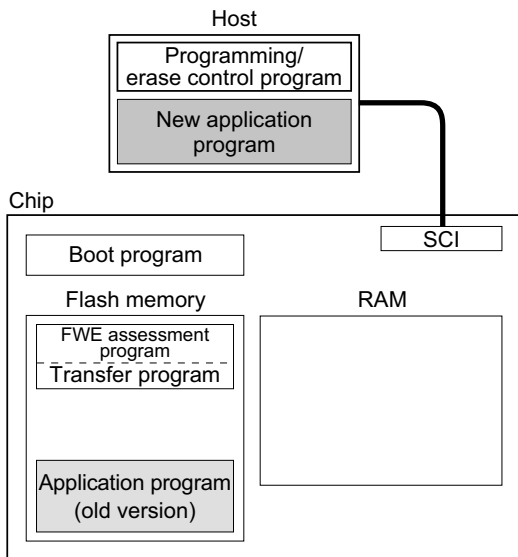 Host
Programming/
erase control program
New application
program
Chip
SCI
Boot program
Flash memory
RAM
FWE assessment
program
Transfer program
Application program
(old version)